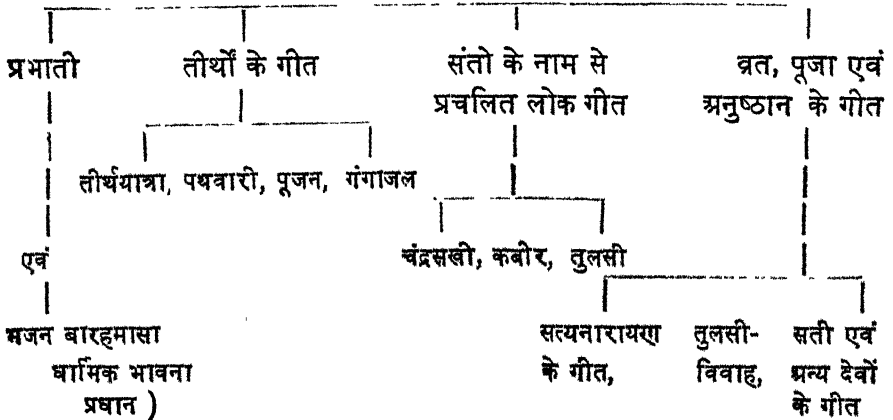 प्रभाती तीर्थों के गीत संतो के नाम से व्रत, पूजा एवं
प्रचलित लोक गीत अनुष्ठान के गीत
तीर्थयात्रा, पथवारी, पूजन, गंगाजल
एवं चंद्रसखी, कबीर, तुलसी
भजन बारहमासा सत्यनारायण तुलसी- सती एवं
धार्मिक भावना के गीत, विवाह, अन्य देवों
प्रधान ) के गीत